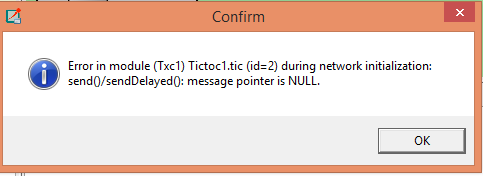 Confirm
Error in module (Txc1) Tictoc1.tic (id=2) during network initialization:
send()/sendDelayed(): message pointer is NULL.
OK